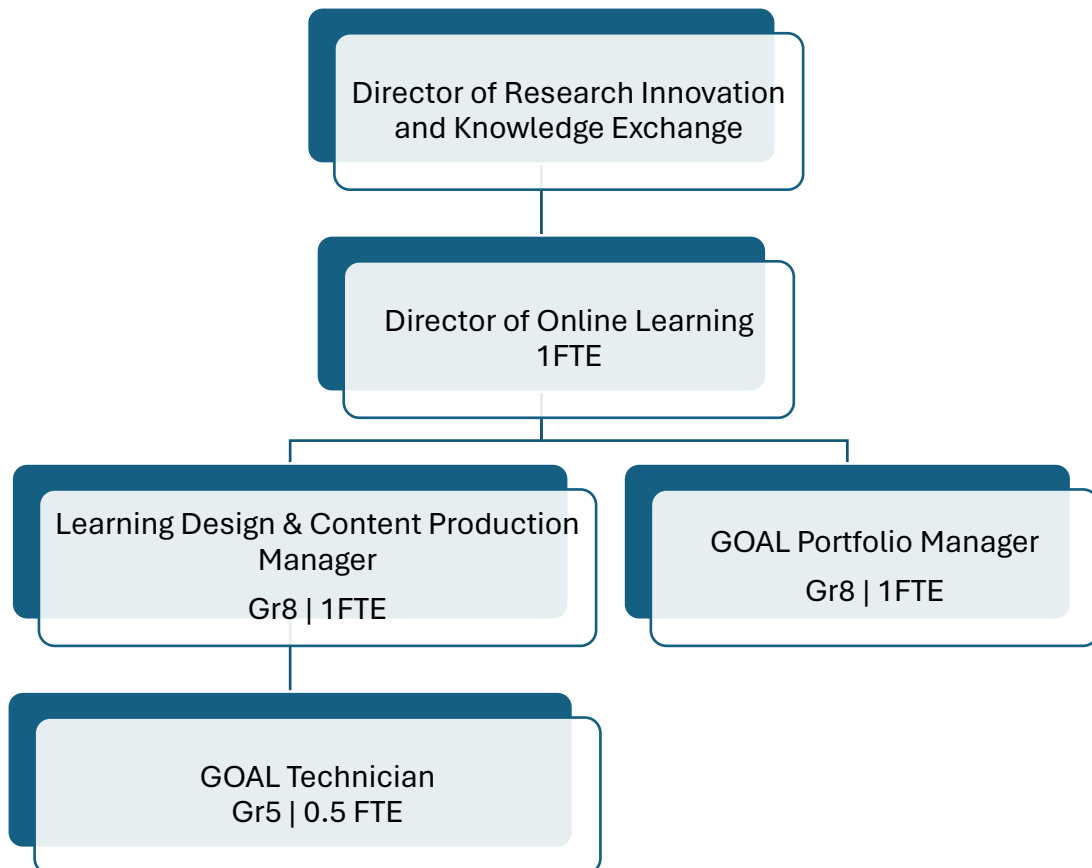 Director of Research Innovation
and Knowledge Exchange
Director of Online Learning
1FTE
Learning Design & Content Production
Manager
Gr8 | 1FTE
GOAL Portfolio Manager
Gr8 | 1FTE
GOAL Technician
Gr5 | 0.5 FTE